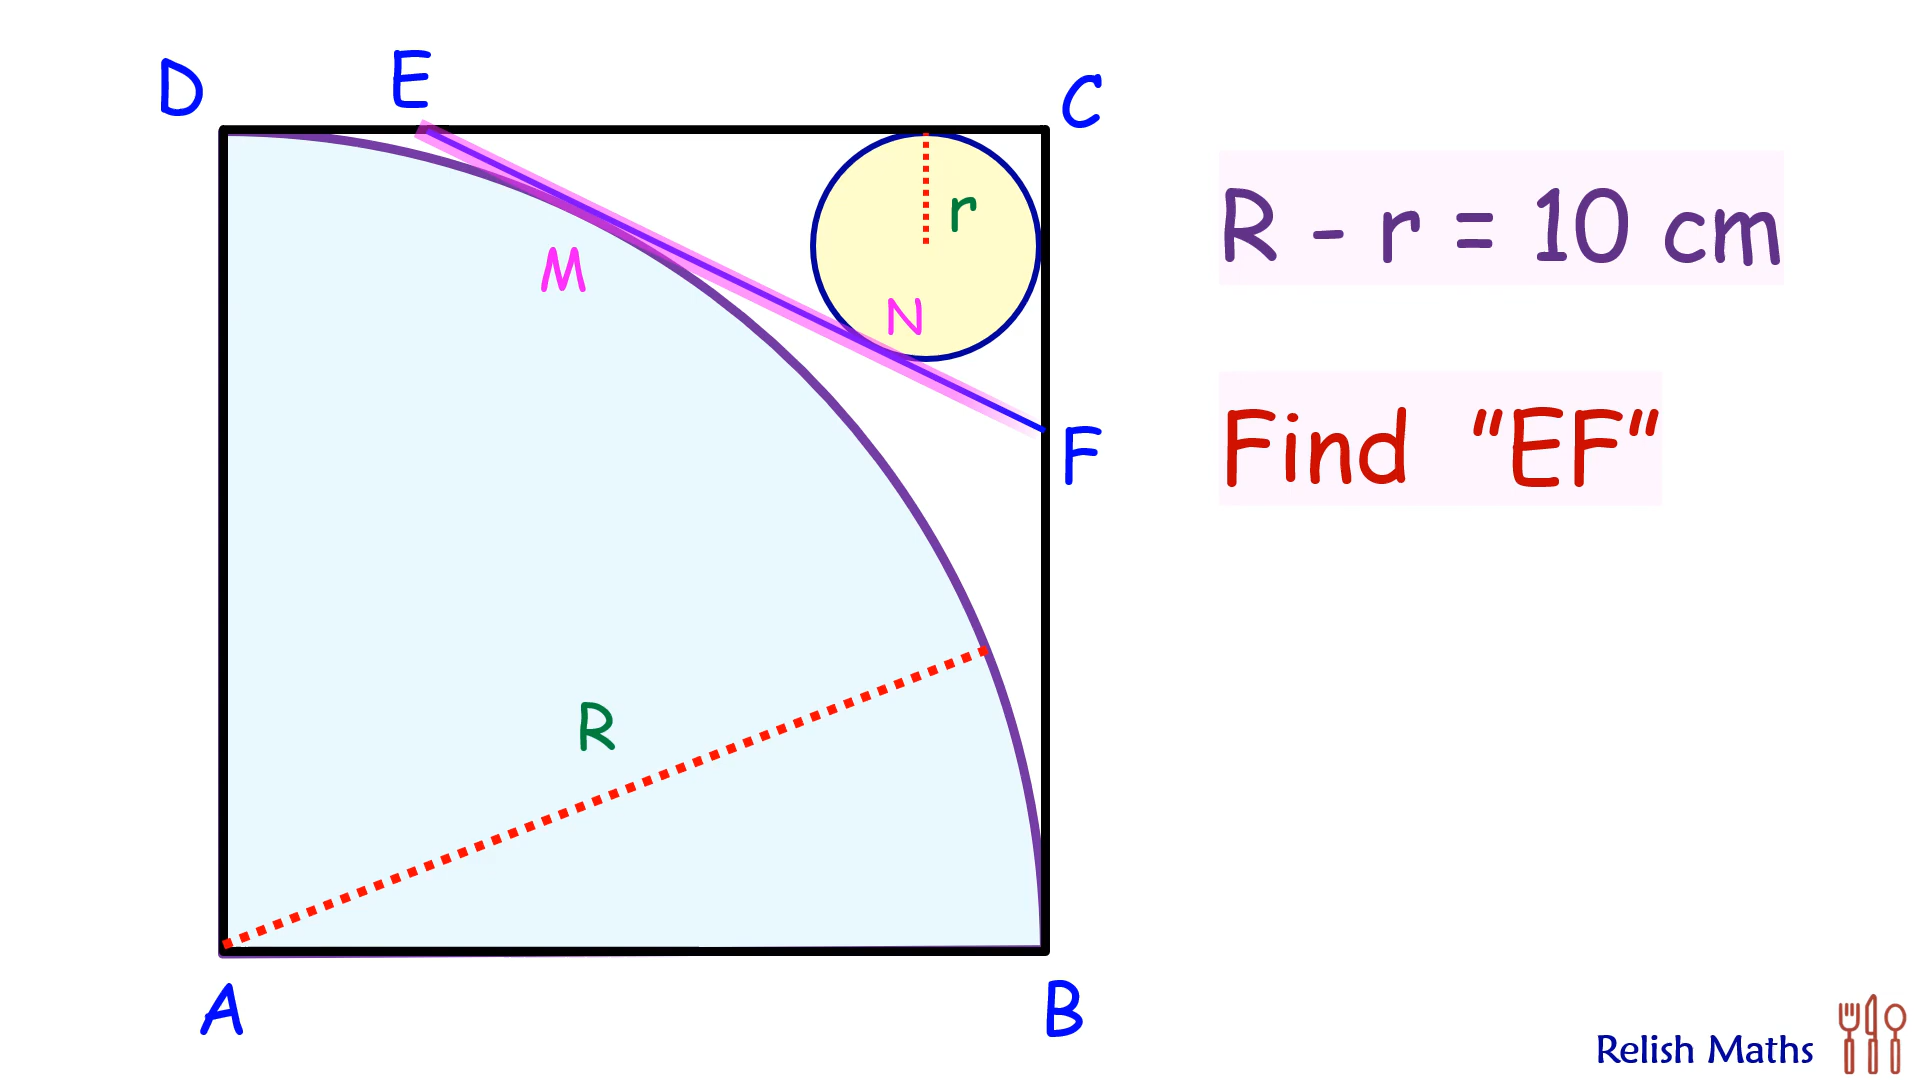 D
E
C
r
R - r = 10 cm
M
N
Find "EF"
F
R
A
B
Relish Maths